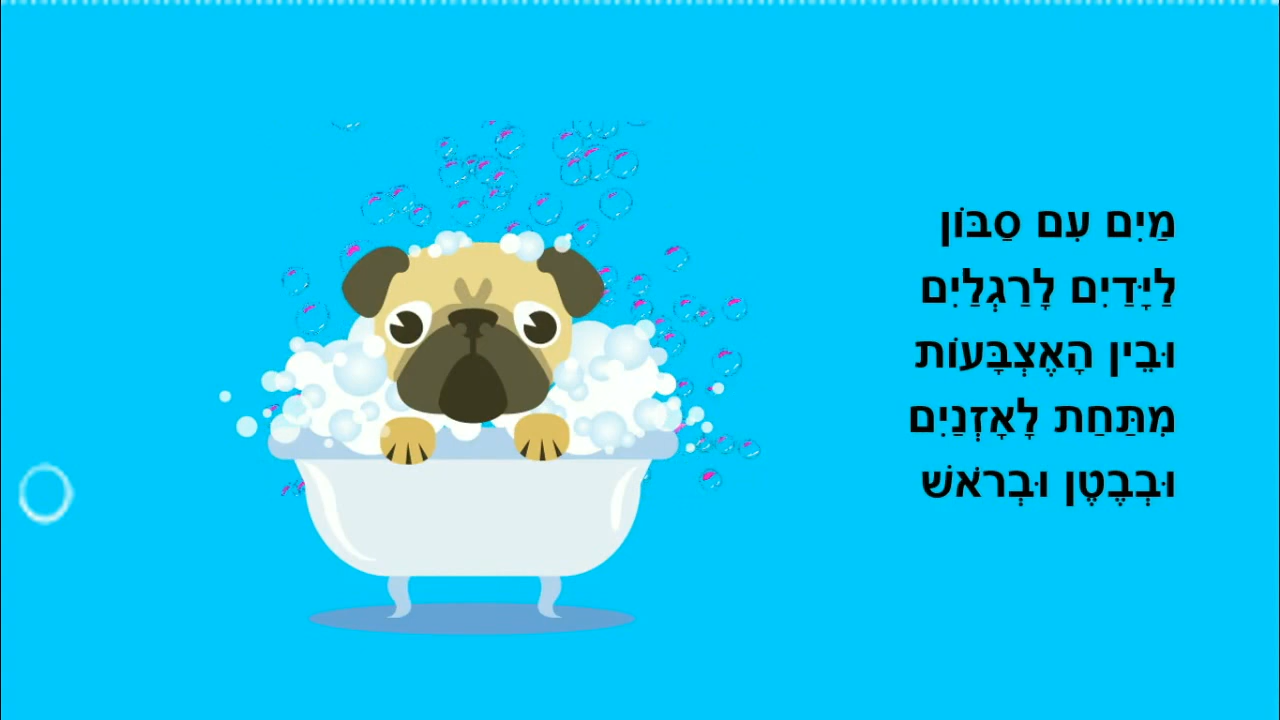 מַיִם עִם סַבּוֹן
לַיָּדַיִם לָרַגְלַיִם
וּבֵין הָאֶצְבָּעוֹת
מִתַּחַת לָאָזְנַיִם
וּבְבֶטֶן וּבְרֹאשׁ